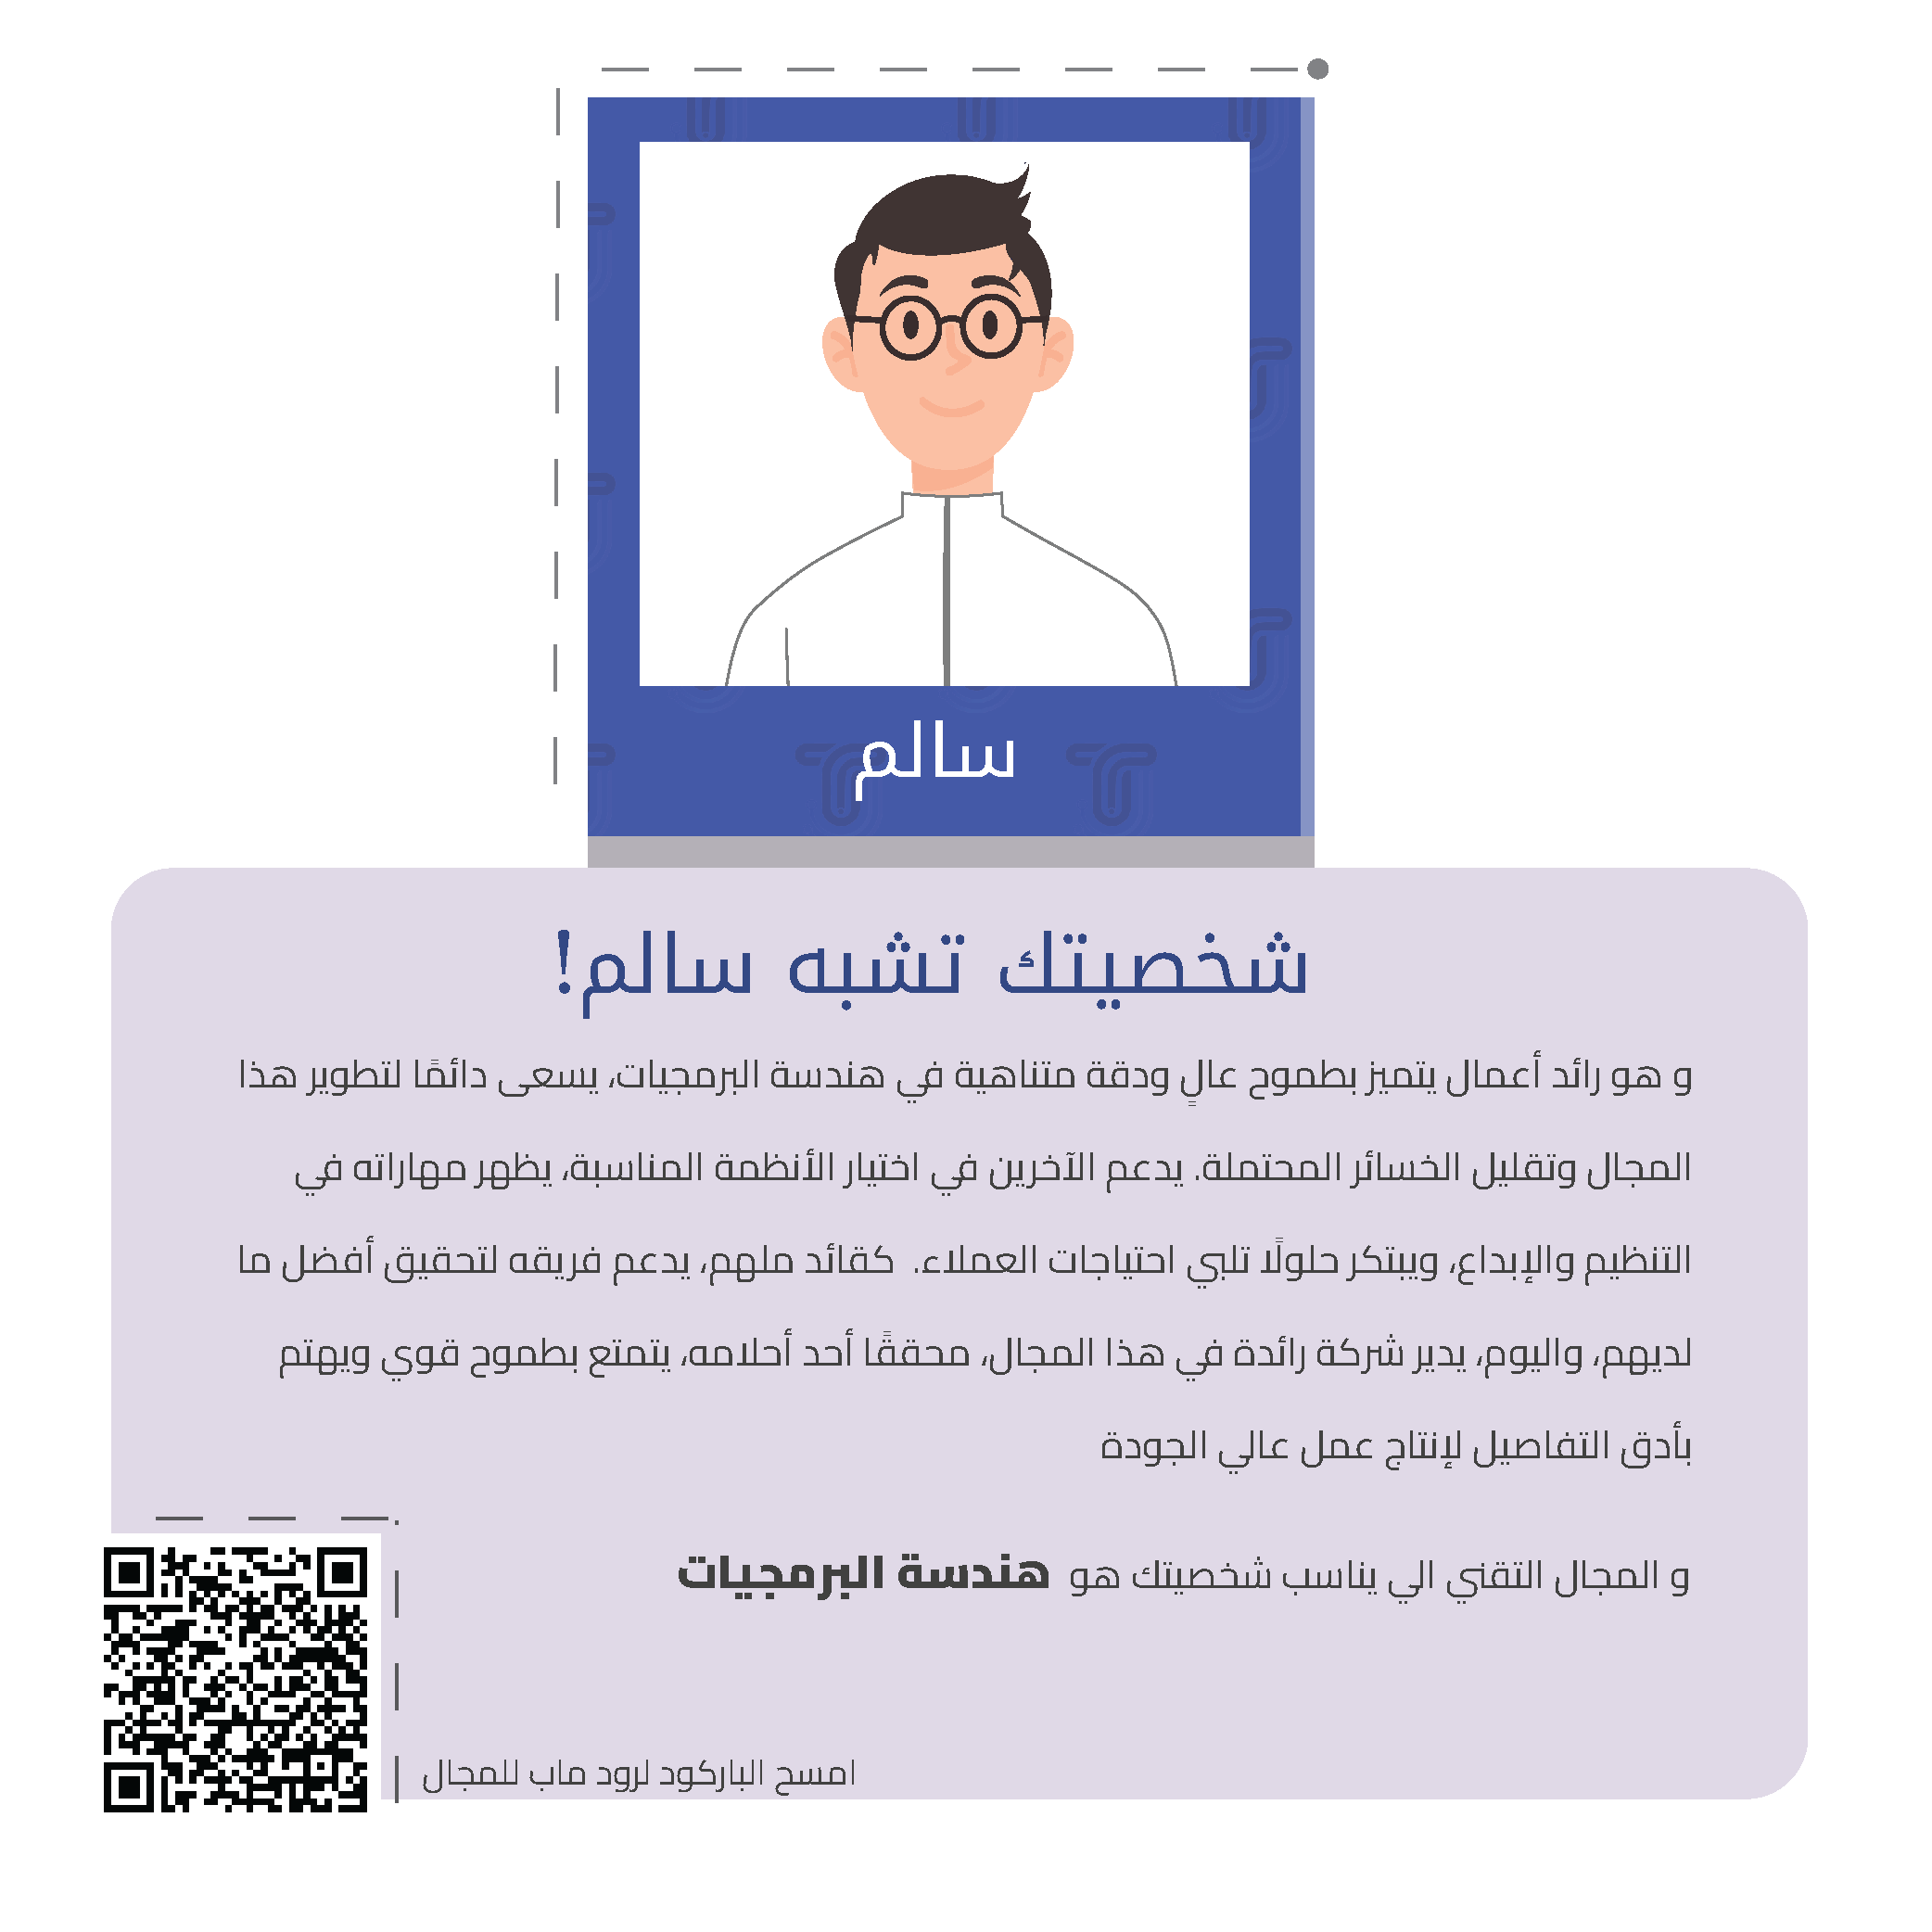 سالم
شخصيتك تشبه سالم!
و هو رائد أعمال يتميز بطموح عالٍ ودقة متناهية في هندسة البرمجيات، يسعى دائمًا لتطوير هذا
المجال وتقليل الخسائر المحتملة. يدعم الآخرين في اختيار الأنظمة المناسبة، يظهر مهاراته في
التنظيم والإبداع، ويبتكر حلولًا تلبي احتياجات العملاء. كقائد ملهم، يدعم فريقه لتحقيق أفضل ما
لديهم، واليوم، يدير شركة رائدة في هذا المجال، محققًا أحد أحلامه، يتمتع بطموح قوي ويهتم
بأدق التفاصيل لإنتاج عمل عالي الجودة
و المجال التقني الي يناسب شخصيتك هو هندسة البرمجيات
امسح الباركود لرود ماب للمجال